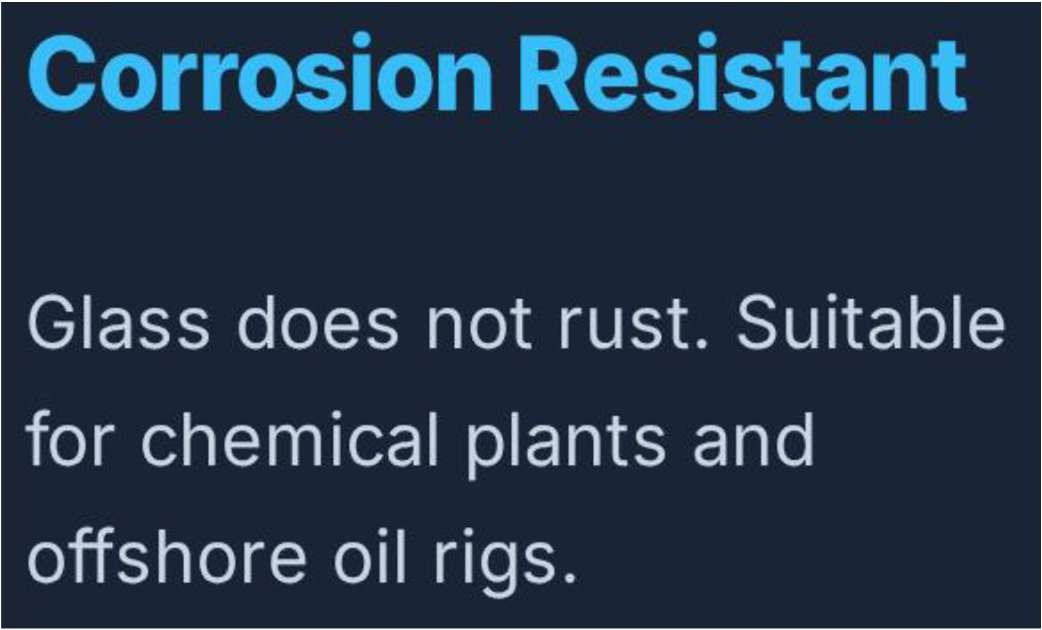 Corrosion Resistant
Glass does not rust. Suitable
for chemical plants and
offshore oil rigs.